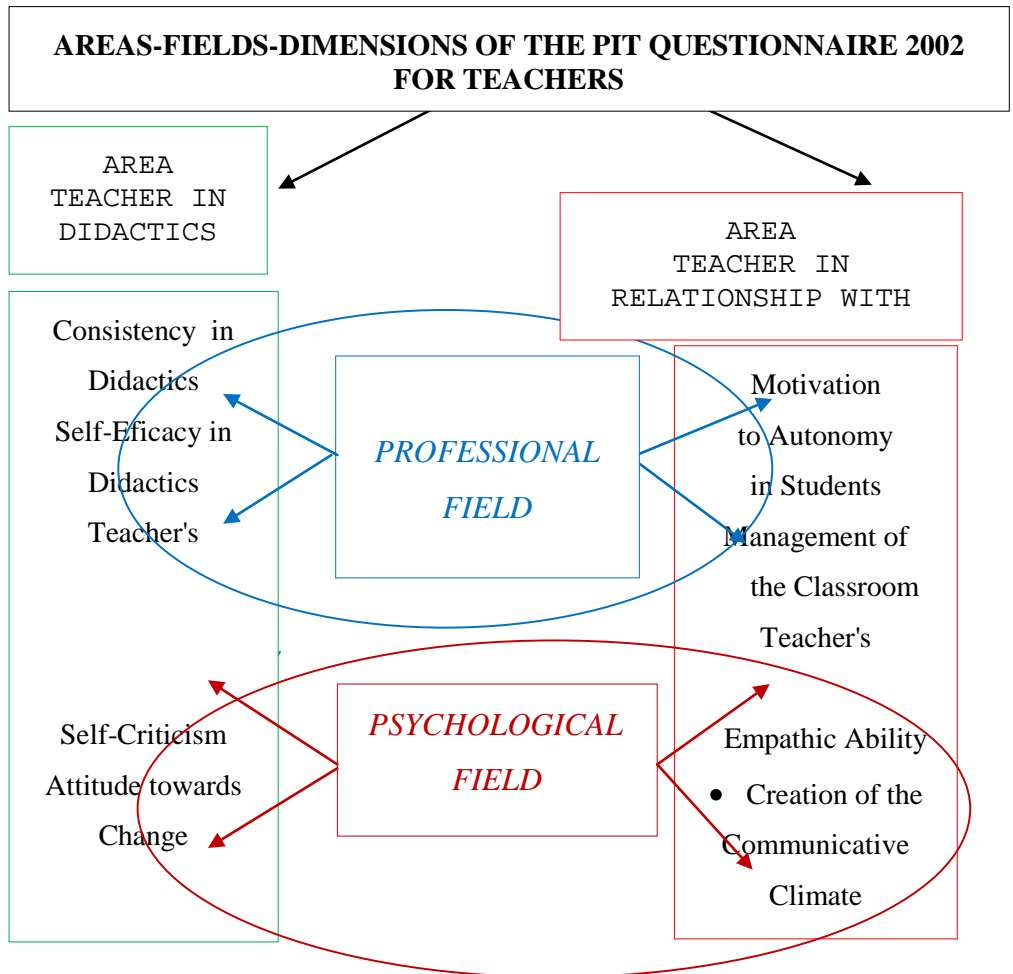 AREAS-FIELDS-DIMENSIONS OF THE PIT QUESTIONNAIRE 2002
FOR TEACHERS
AREA
TEACHER IN
DIDACTICS
AREA
TEACHER IN
RELATIONSHIP WITH
Consistency in
Didactics
Self-Eficacy in
Didactics
Teacher's
Self-Criticism
Attitude towards
Change
PROFESSIONAL
FIELD
PSYCHOLOGICAL
FIELD
Motivation
to Autonomy
in Students
Management of
the Classroom
Teacher's
Empathic Ability
• Creation of the
Communicative
Climate